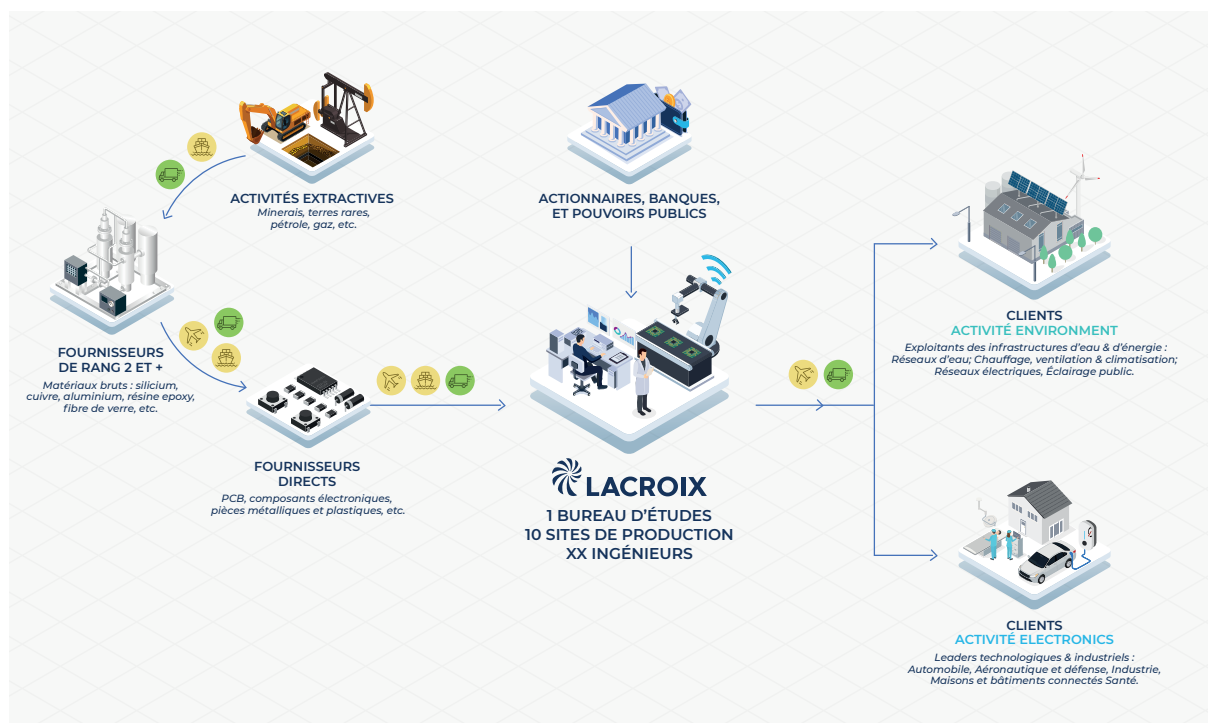 ACTIVITÉS EXTRACTIVES
Minerais, terres rares,
pétrole, gaz, etc.
ACTIONNAIRES, BANQUES,
ET POUVOIRS PUBLICS
FOURNISSEURS
DE RANG 2 ET +
Matériaux bruts : silicium,
cuivre, aluminium, résine epoxy,
fibre de verre, etc.
FOURNISSEURS
DIRECTS
PCB, composants électroniques,
pièces métalliques et plastiques, etc.
LACROIX
1 BUREAU D'ÉTUDES
10 SITES DE PRODUCTION
XX INGÉNIEURS
CLIENTS
ACTIVITÉ ENVIRONMENT
Exploitants des infrastructures d'eau & d'énergie :
Réseaux d'eau; Chauffage, ventilation & climatisation;
Réseaux électriques, Éclairage public.
CLIENTS
ACTIVITÉ ELECTRONICS
Leaders technologiques & industriels :
Automobile, Aéronautique et défense, Industrie,
Maisons et bâtiments connectés Santé.